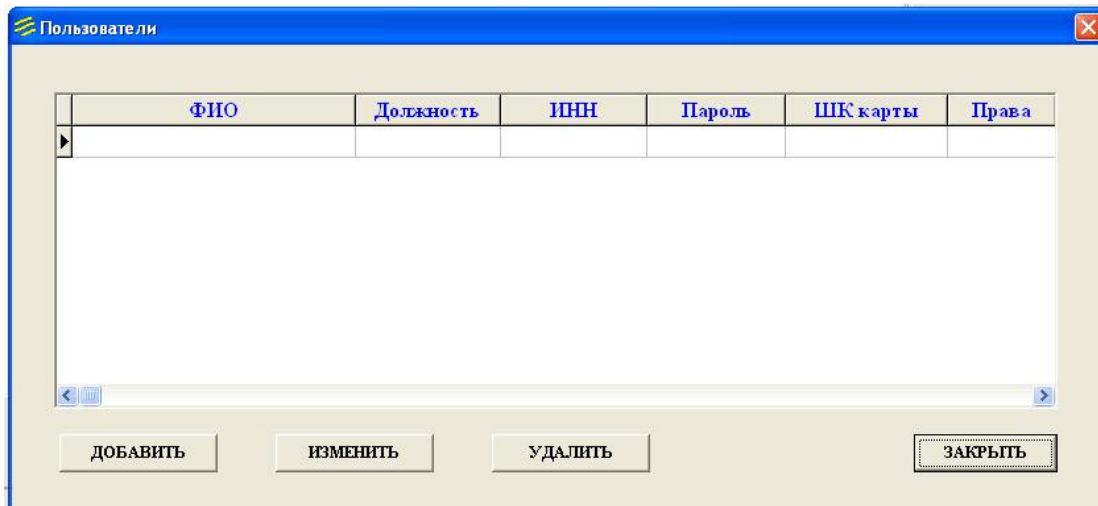 Пользователи
ФИО Должность ИНН Пароль ШК карты Права
ДОБАВИТЬ ИЗМЕНИТЬ УДАЛИТЬ ЗАКРЫТЬ